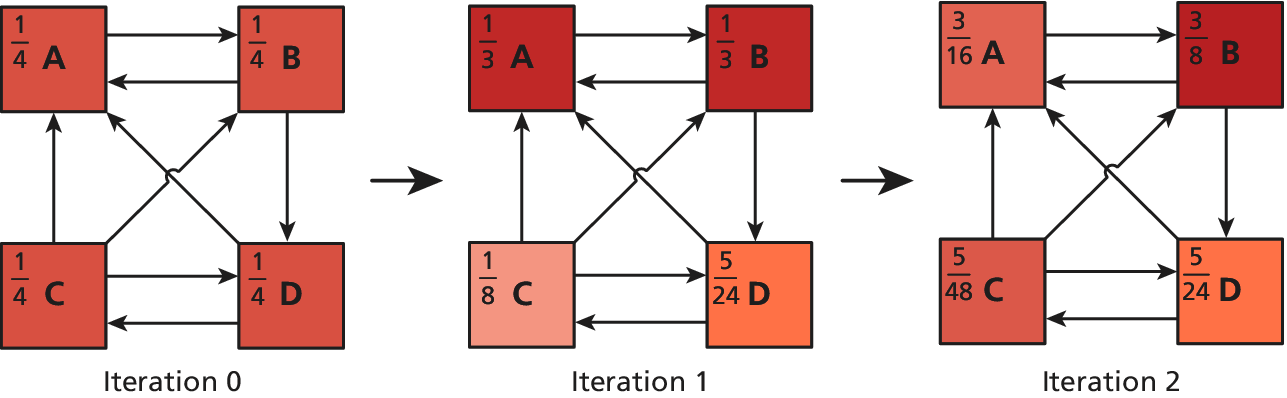 1/4 A
1/4 B
1/4 C
1/4 D
Iteration 0
1/3 A
1/3 B
1/8 C
5/24 D
Iteration 1
3/16 A
3/8 B
5/48 C
5/24 D
Iteration 2